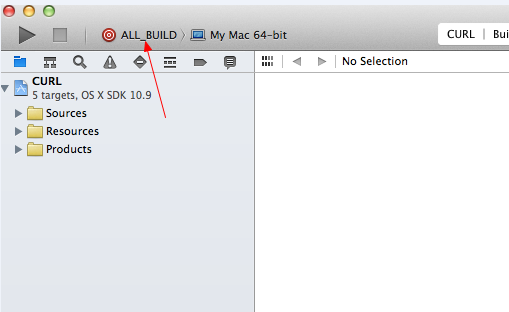 ALL_BUILD My Mac 64-bit
CURL Bui
No Selection
CURL
5 targets, OS X SDK 10.9
Sources
Resources
Products